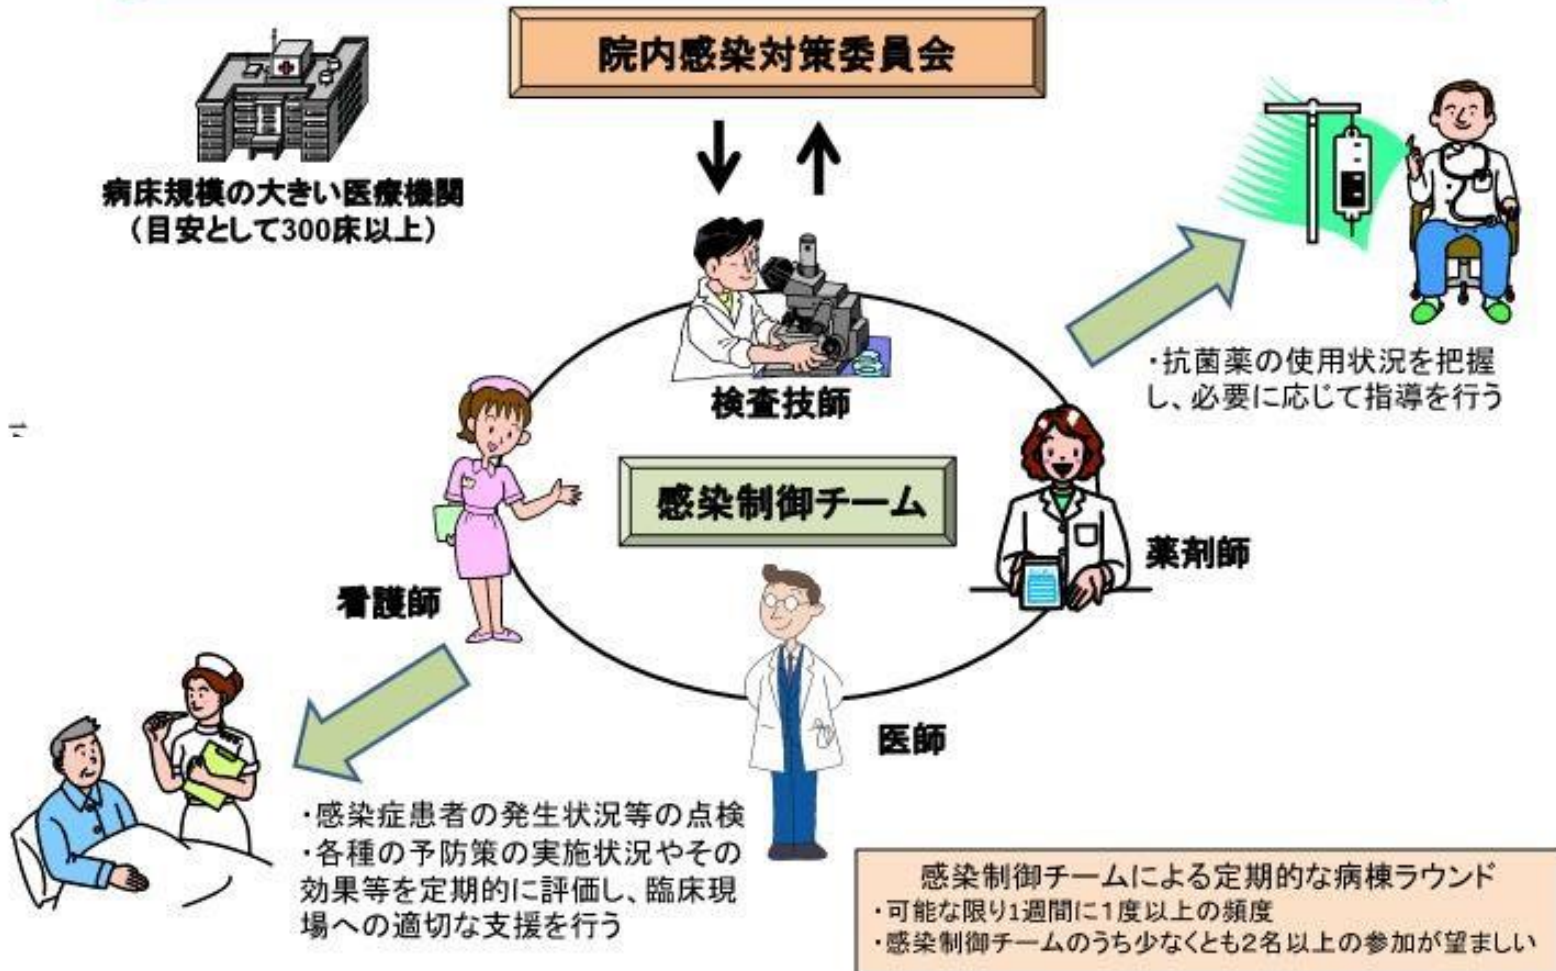 院内感染対策委員会
病床規模の大きい医療機関
（目安として300床以上）
・抗菌薬の使用状況を把握
し、必要に応じて指導を行う
検査技師
感染制御チーム
薬剤師
看護師
医師
・感染症患者の発生状況等の点検
・各種の予防策の実施状況やその
効果等を定期的に評価し、臨床現
場への適切な支援を行う
感染制御チームによる定期的な病棟ラウンド
・可能な限り1週間に1度以上の頻度
・感染制御チームのうち少なくとも2名以上の参加が望ましい